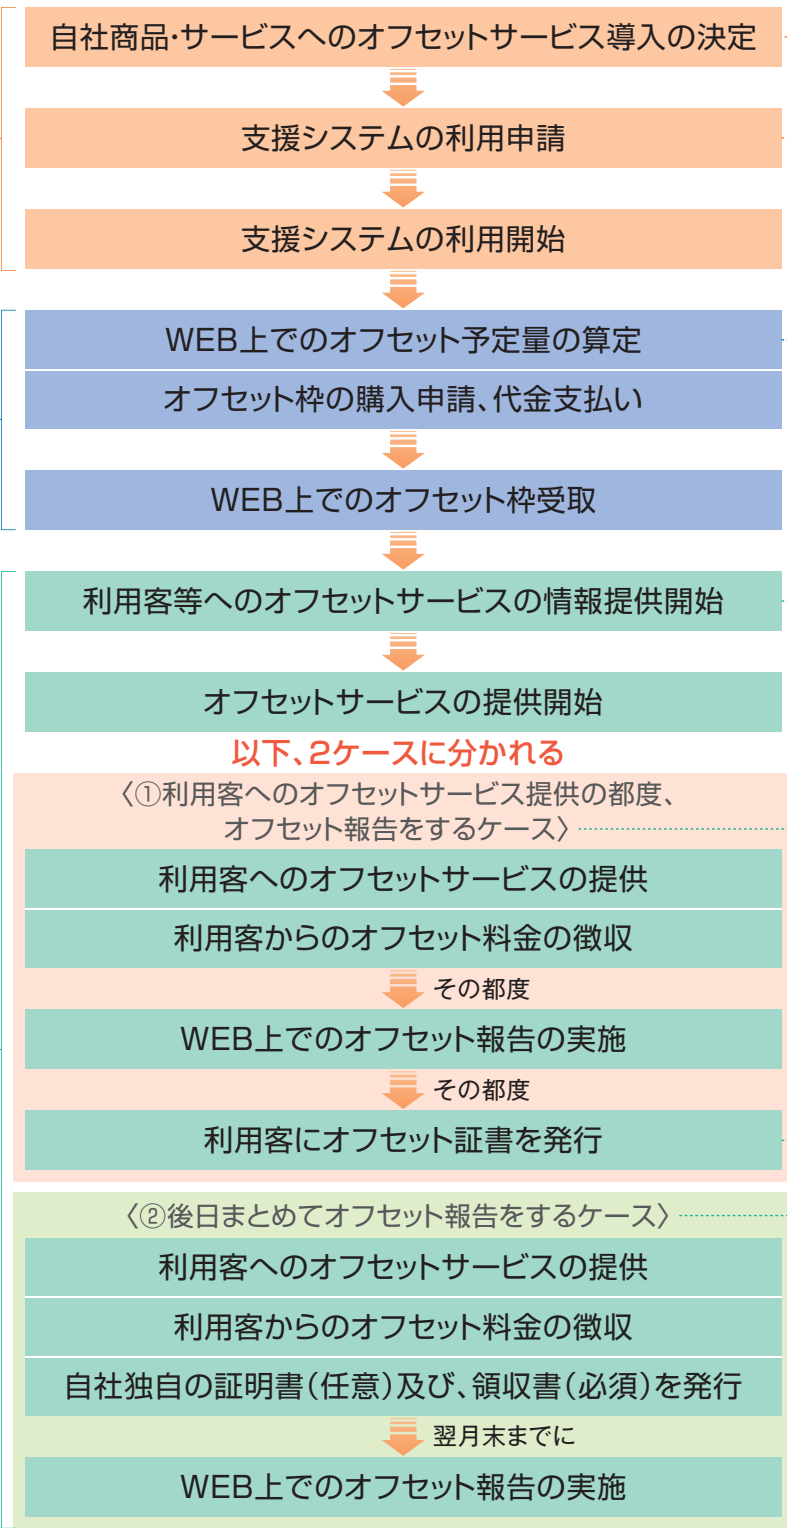 自社商品・サービスへのオフセットサービス導入の決定
支援システムの利用申請
支援システムの利用開始
WEB上でのオフセット予定量の算定
オフセット枠の購入申請、代金支払い
WEB上でのオフセット枠受取
利用客等へのオフセットサービスの情報提供開始
オフセットサービスの提供開始
以下、2ケースに分かれる
〈①利用客へのオフセットサービス提供の都度、
オフセット報告をするケース〉
利用客へのオフセットサービスの提供
利用客からのオフセット料金の徴収
その都度
WEB上でのオフセット報告の実施
その都度
利用客にオフセット証書を発行
〈②後日まとめてオフセット報告をするケース〉
利用客へのオフセットサービスの提供
利用客からのオフセット料金の徴収
自社独自の証明書（任意）及び、領収書（必須）を発行
翌月末までに
WEB上でのオフセット報告の実施